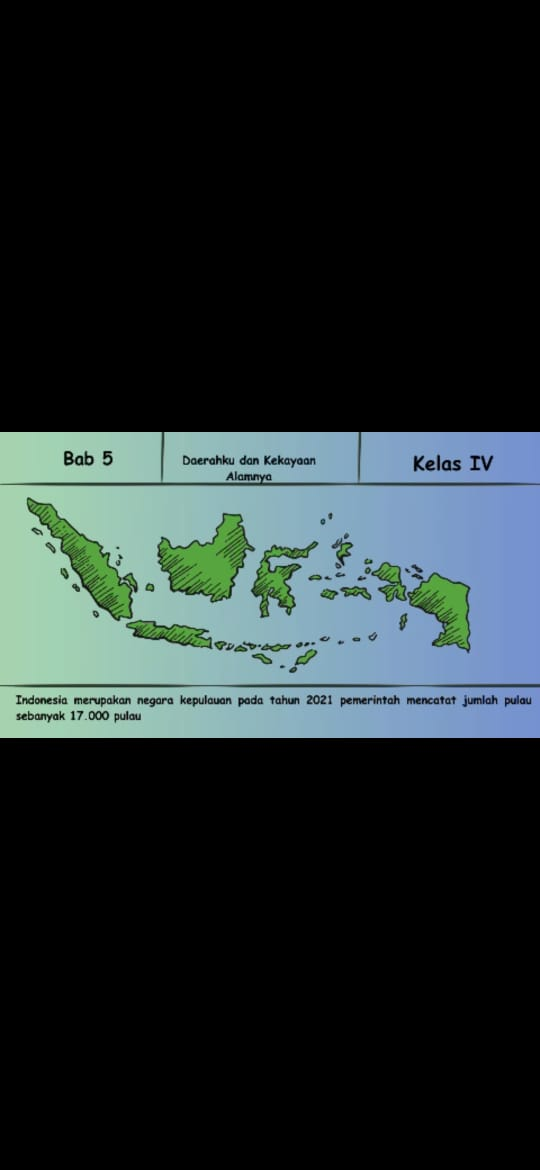 Bab 5
Daerahku dan Kekayaan
Alamnya
Kelas IV
Indonesia merupakan negara kepulauan pada tahun 2021 pemerintah mencatat jumlah pulau
sebanyak 17.000 pulau